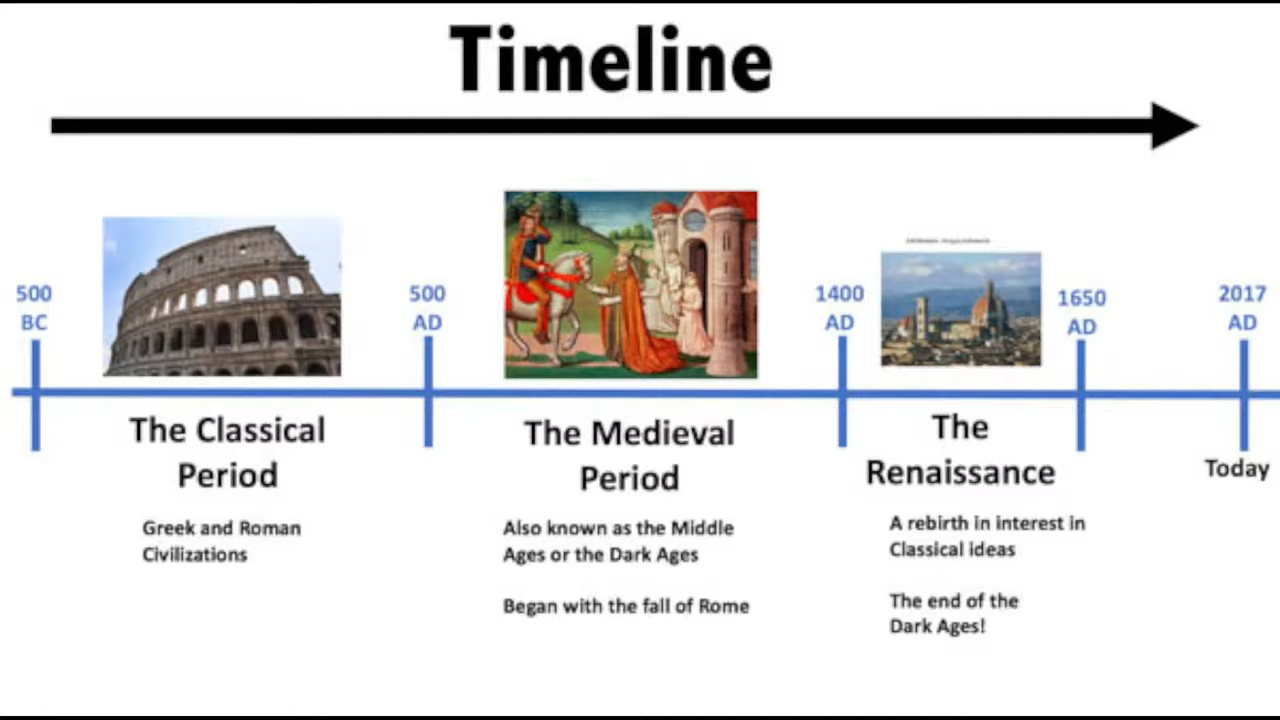 Timeline
500
BC
500
AD
1400
AD
1650
AD
2017
AD
The Classical
Period
Greek and Roman
Civilizations
The Medieval
Period
Also known as the Middle
Ages or the Dark Ages
Began with the fall of Rome
The
Renaissance
A rebirth in interest in
Classical ideas
The end of the
Dark Ages!
Today